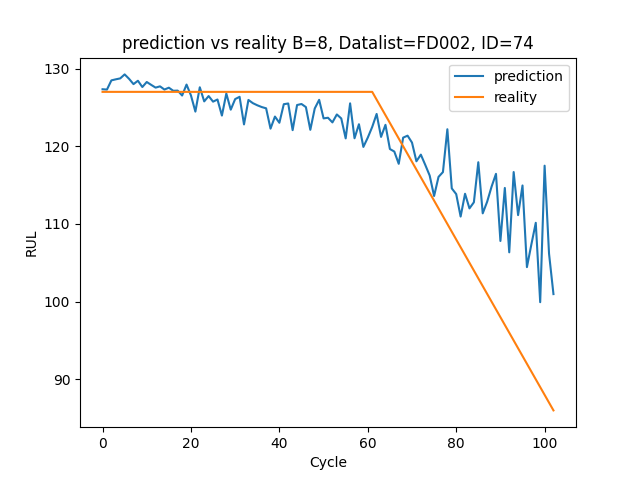 prediction vs reality B=8, Datalist=FD002, ID=74
prediction
reality
RUL
130
120
110
100
90
0 20 40 60 80 100
Cycle